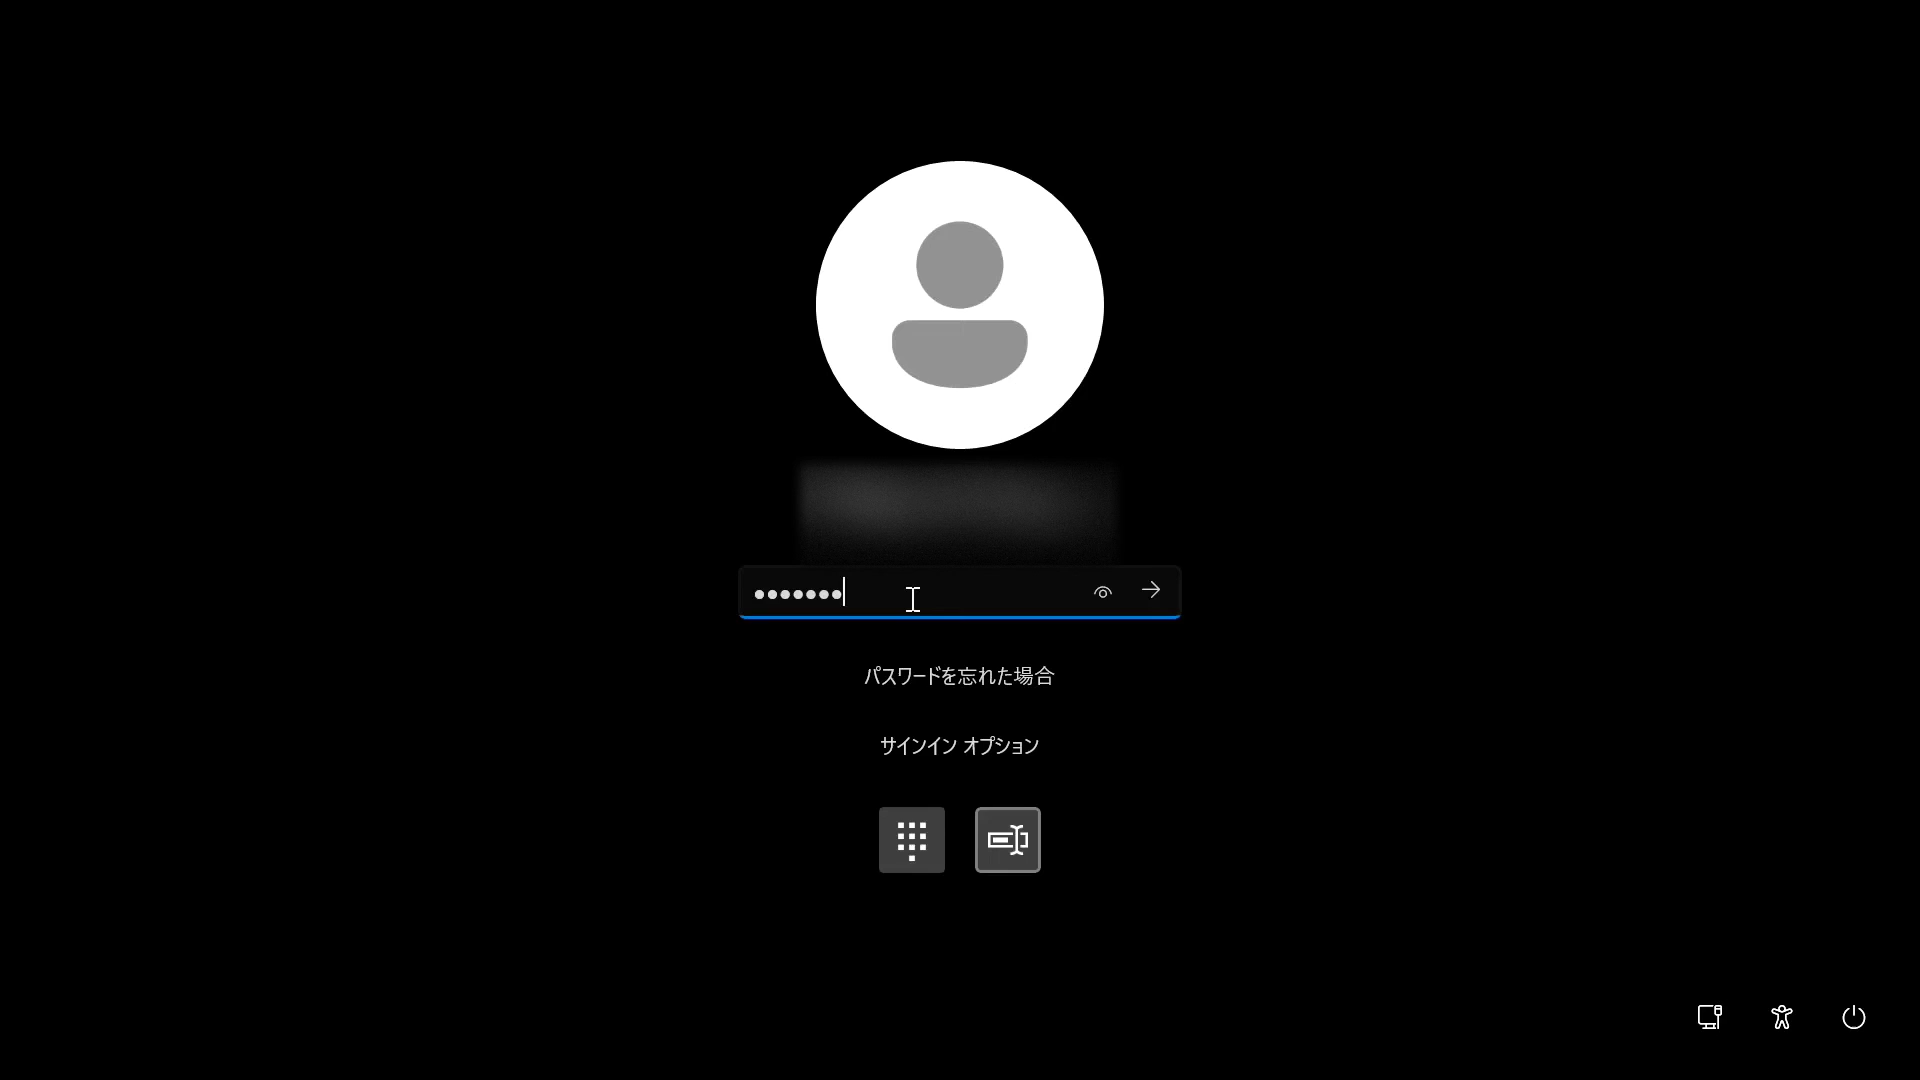 パスワードを忘れた場合
サインイン オプション